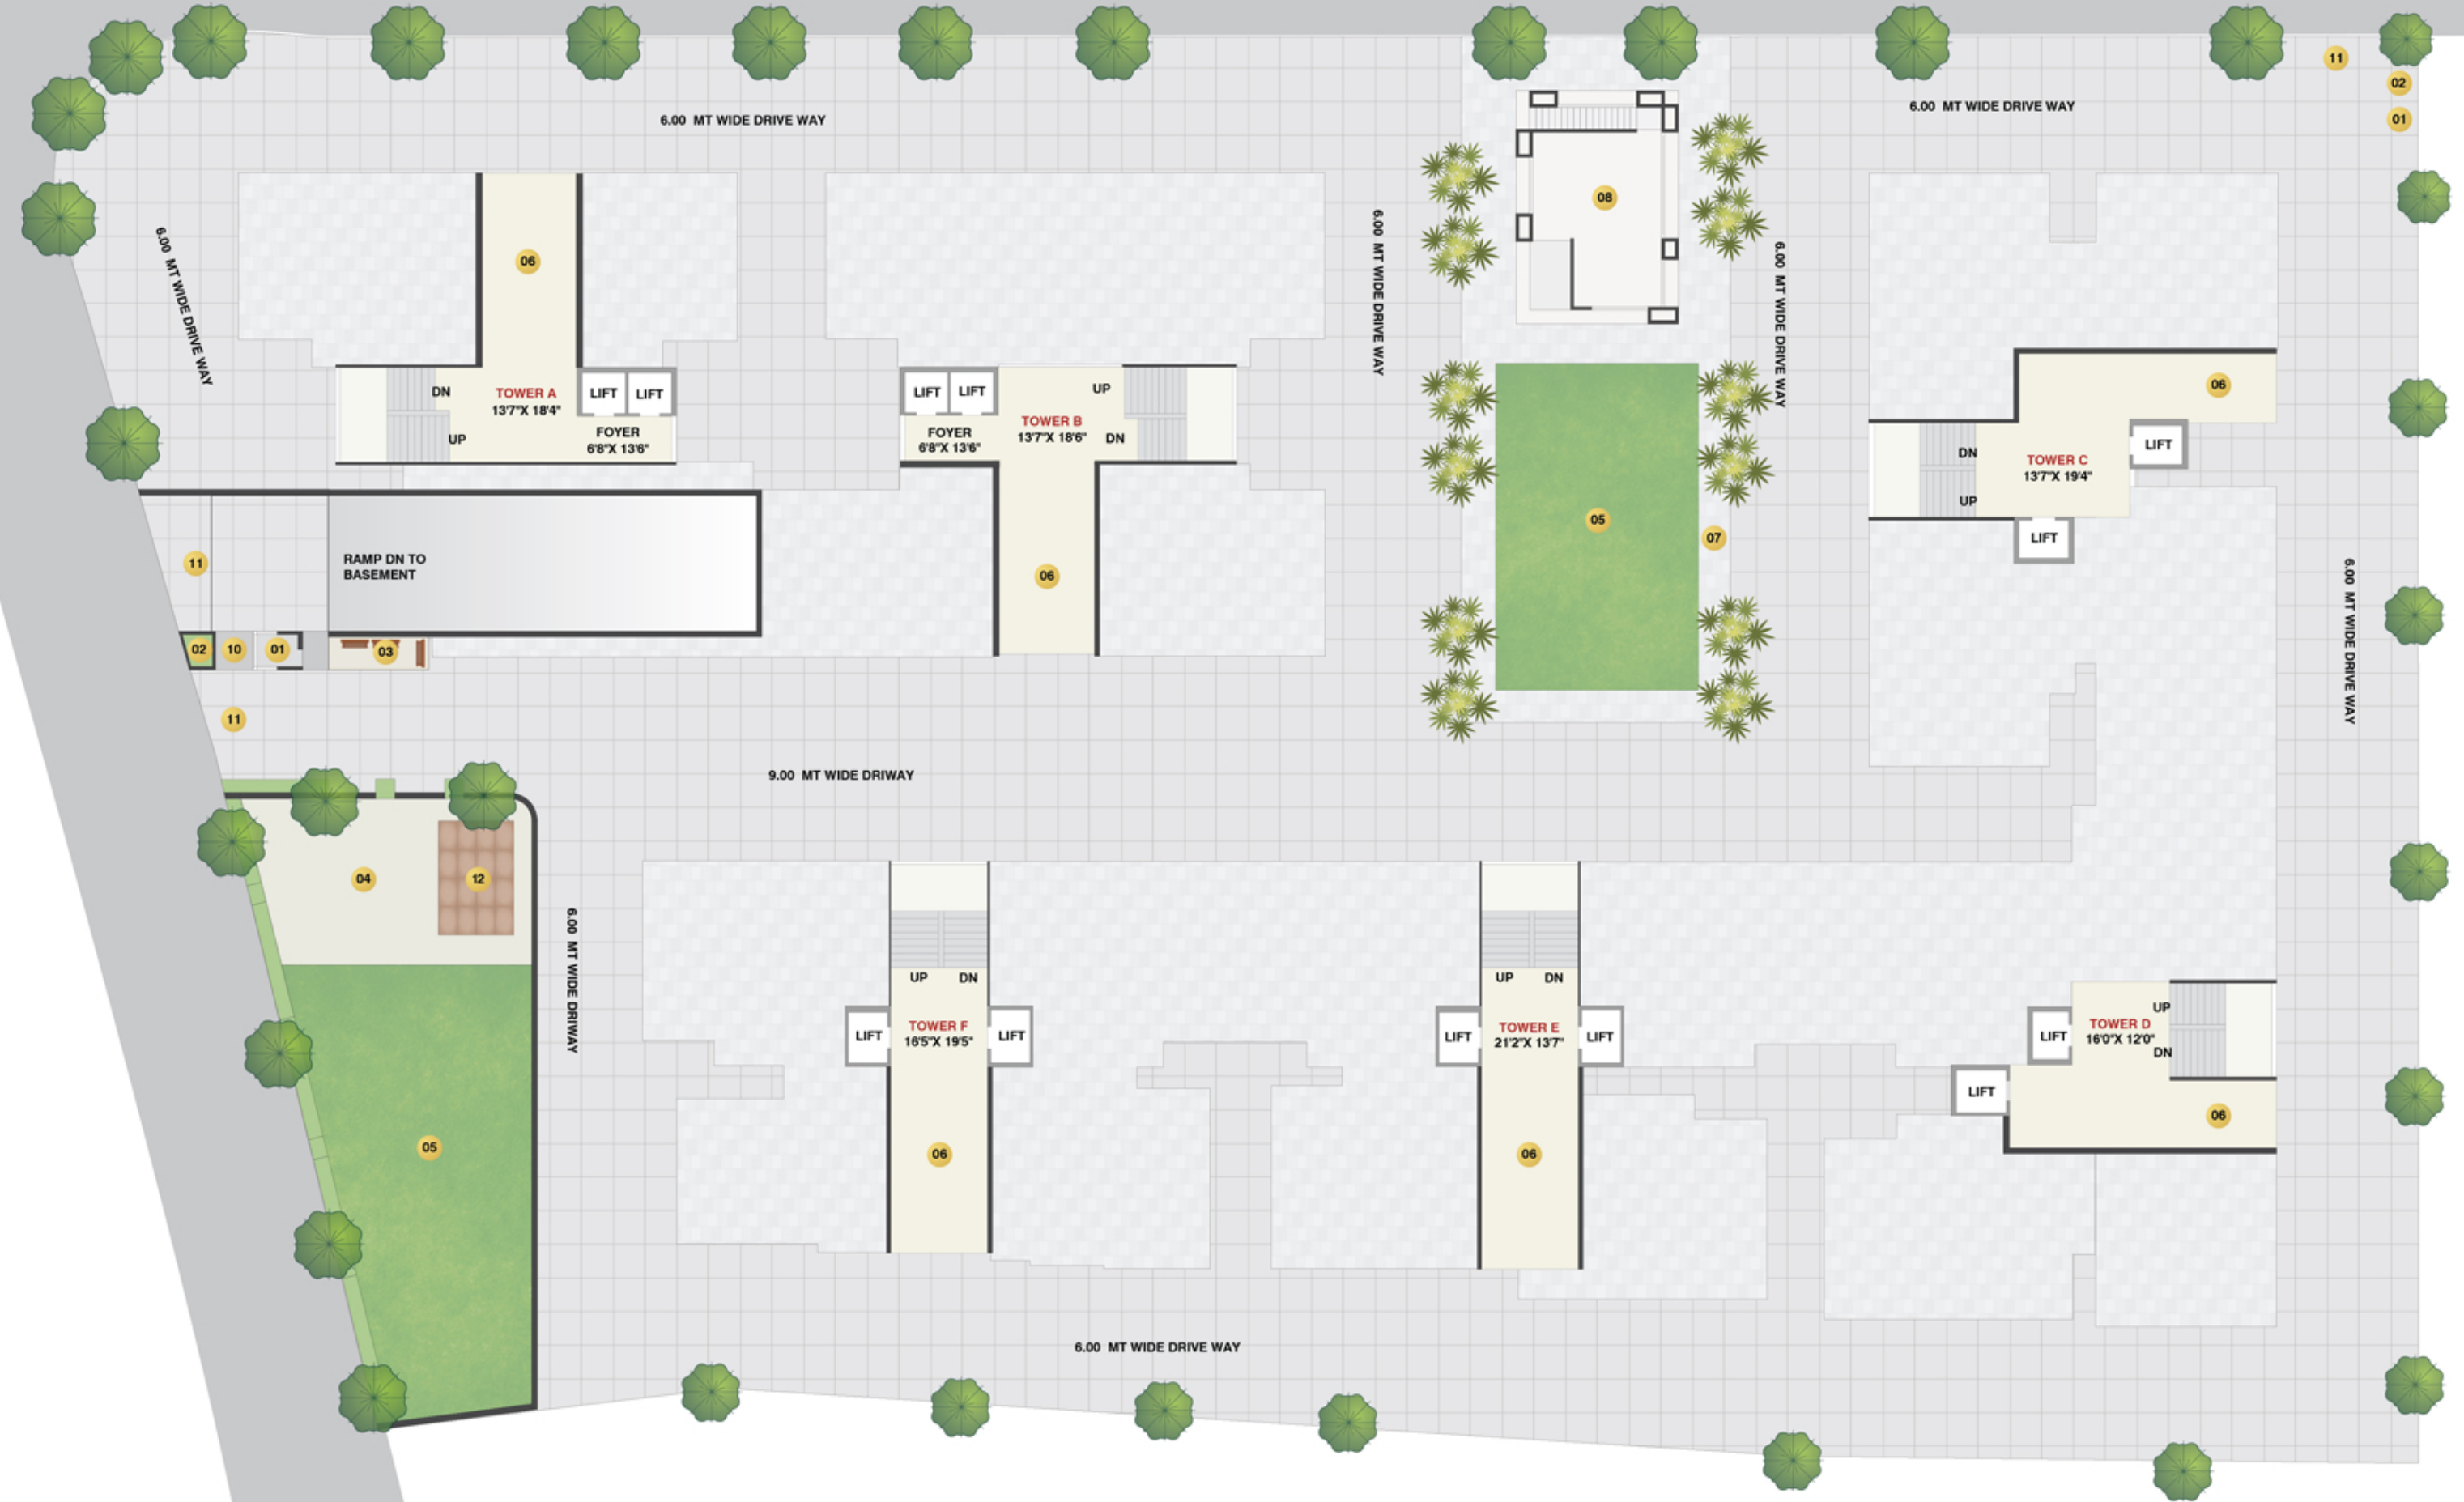 11
02
01
6.00 MT WIDE DRIVE WAY
6.00 MT WIDE DRIVE WAY
08
6.00 MT WIDE DRIVE WAY
6.00 MT WIDE DRIVE WAY
6.00 MT WIDE DRIVE WAY
06
DN
UP
TOWER A
13'7"X 18'4"
LIFT
LIFT
FOYER
6'8"X 13'6"
LIFT
LIFT
FOYER
6'8"X 13'6"
TOWER B
13'7"X 18'6"
UP
DN
06
06
LIFT
DN
UP
TOWER C
13'7"X 19'4"
LIFT
05
07
RAMP DN TO
BASEMENT
11
02
10
01
03
11
6.00 MT WIDE DRIVE WAY
9.00 MT WIDE DRIWAY
04
12
6.00 MT WIDE DRIWAY
05
UP
DN
LIFT
TOWER F
16'5"X 19'5"
LIFT
06
UP
DN
LIFT
TOWER E
21'2"X 13'7"
LIFT
06
LIFT
LIFT
TOWER D
16'0"X 12'0"
UP
DN
06
6.00 MT WIDE DRIVE WAY